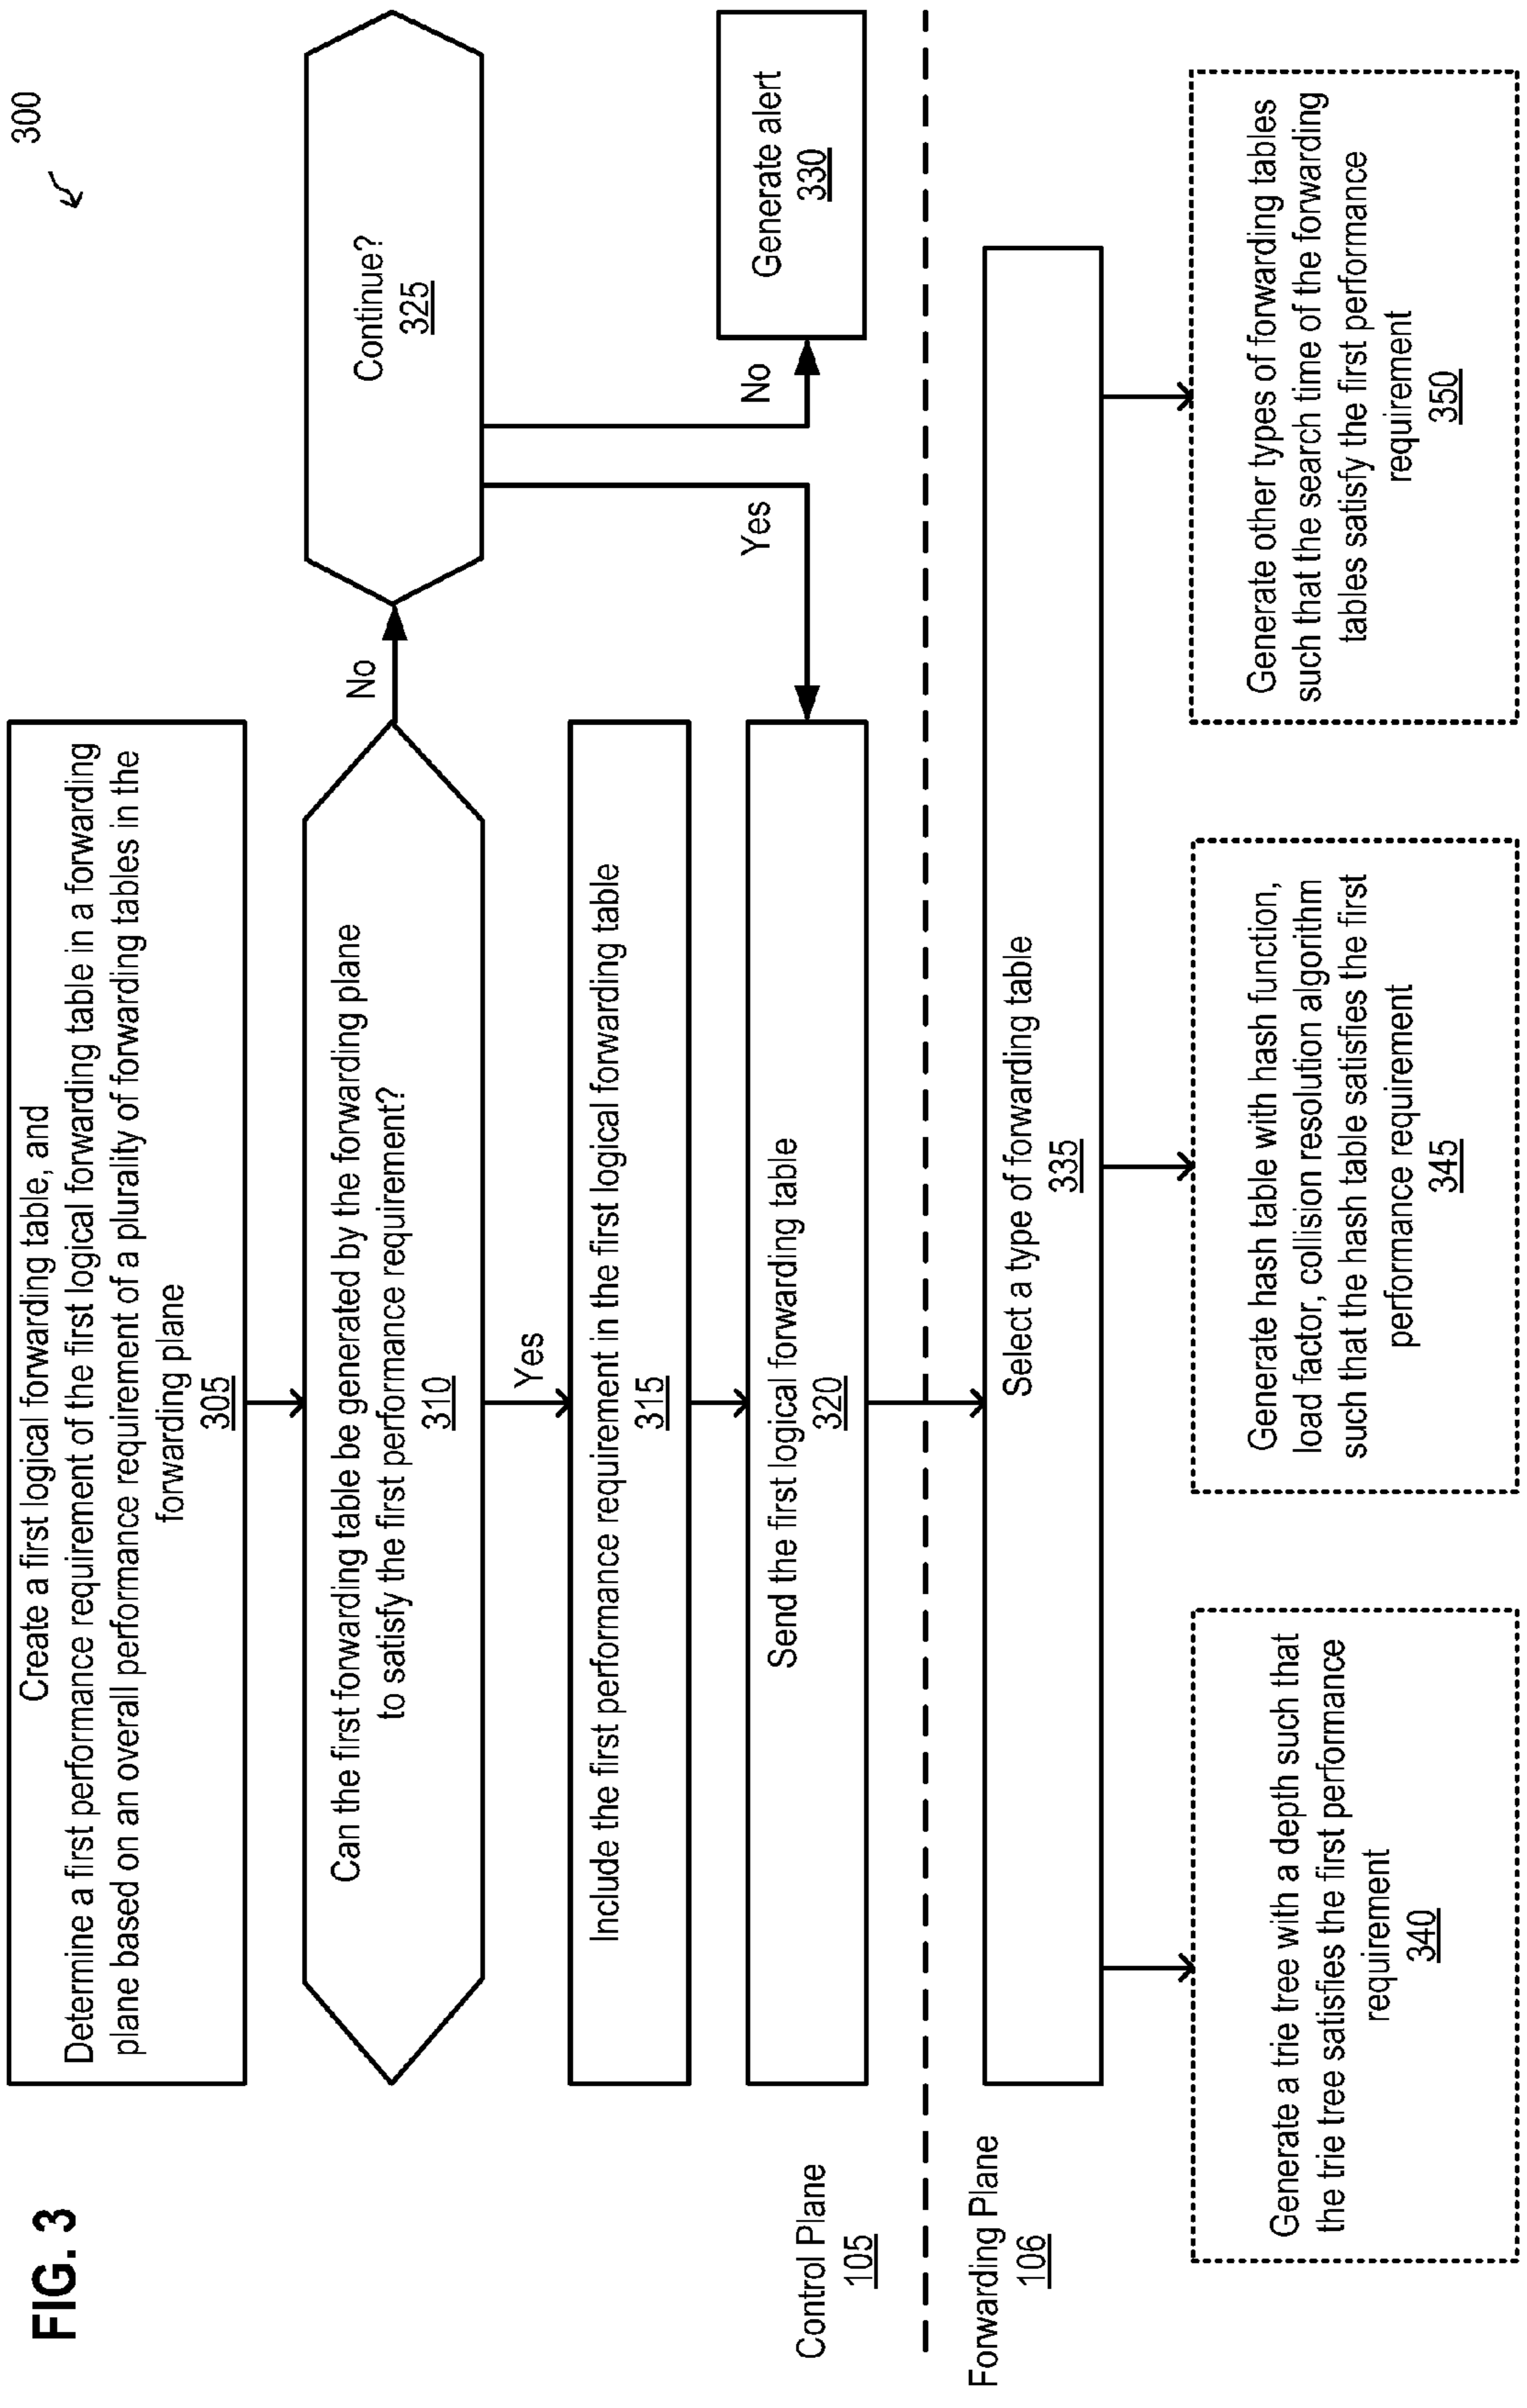 FIG. 3
300
Create a first logical forwarding table, and
Determine a first performance requirement of the first logical forwarding table in a forwarding
plane based on an overall performance requirement of a plurality of forwarding tables in the
forwarding plane
305
Can the first forwarding table be generated by the forwarding plane
to satisfy the first performance requirement?
310
No
Continue?
325
Yes
Include the first performance requirement in the first logical forwarding table
315
Send the first logical forwarding table
320
Yes
No
Generate alert
330
Control Plane
105
Forwarding Plane
106
Select a type of forwarding table
335
Generate a trie tree with a depth such that
the trie tree satisfies the first performance
requirement
340
Generate hash table with hash function,
load factor, collision resolution algorithm
such that the hash table satisfies the first
performance requirement
345
Generate other types of forwarding tables
such that the search time of the forwarding
tables satisfy the first performance
requirement
350